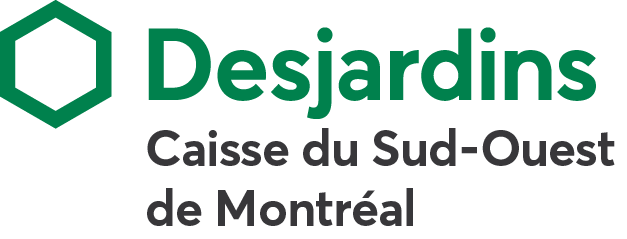 Desjardins
Caisse du Sud-Ouest
de Montréal